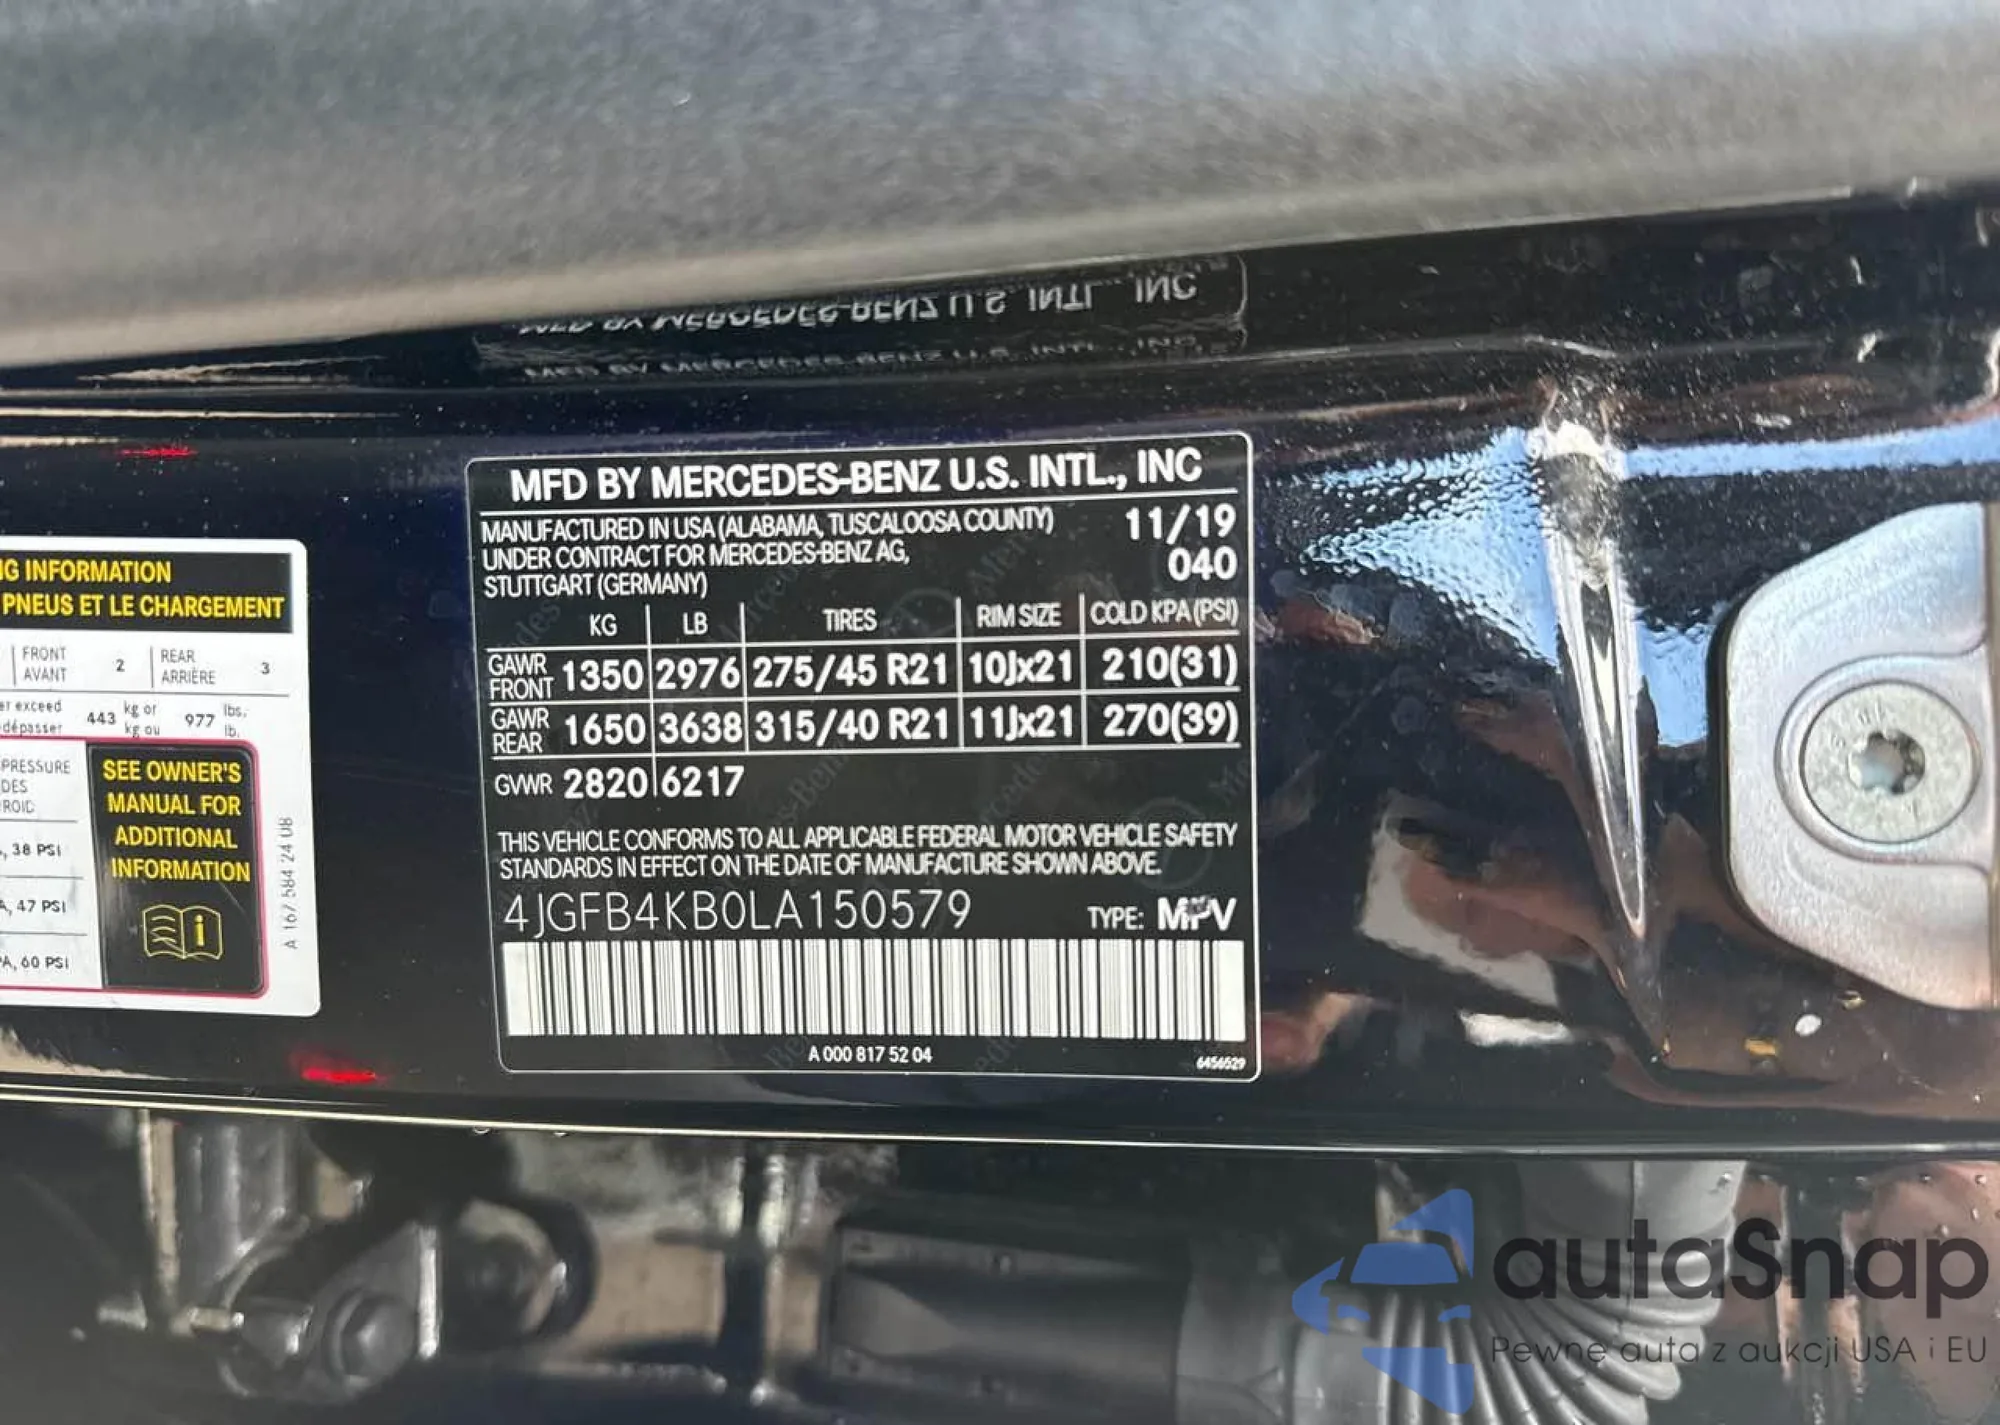 MFD BY MERCEDES-BENZ U.S. INTL., INC
MANUFACTURED IN USA (ALABAMA, TUSCALOOSA COUNTY) 11/19
UNDER CONTRACT FOR MERCEDES-BENZ AG, 040
STUTTGART (GERMANY)
KG LB TIRES RIM SIZE COLD KPA (PSI)
GAWR FRONT 1350 2976 275/45 R21 10Jx21 210(31)
GAWR REAR 1650 3638 315/40 R21 11Jx21 270(39)
GVWR 2820 6217
THIS VEHICLE CONFORMS TO ALL APPLICABLE FEDERAL MOTOR VEHICLE SAFETY
STANDARDS IN EFFECT ON THE DATE OF MANUFACTURE SHOWN ABOVE.
4JGFB4KB0LA150579 TYPE: MPV
A 000 817 52 04 6456529
INFORMATION
PNEUS ET LE CHARGEMENT
FRONT 2 REAR 3
AVANT ARRIÈRE
exceed 443 kg or 977 lbs.
dépasser kg ou lb.
PRESSURE
DES
SEE OWNER'S
MANUAL FOR
ADDITIONAL
INFORMATION
38 PSI
47 PSI
60 PSI
A 167 584 24 08
autaSnap
Pewne auta z aukcji USA i EU